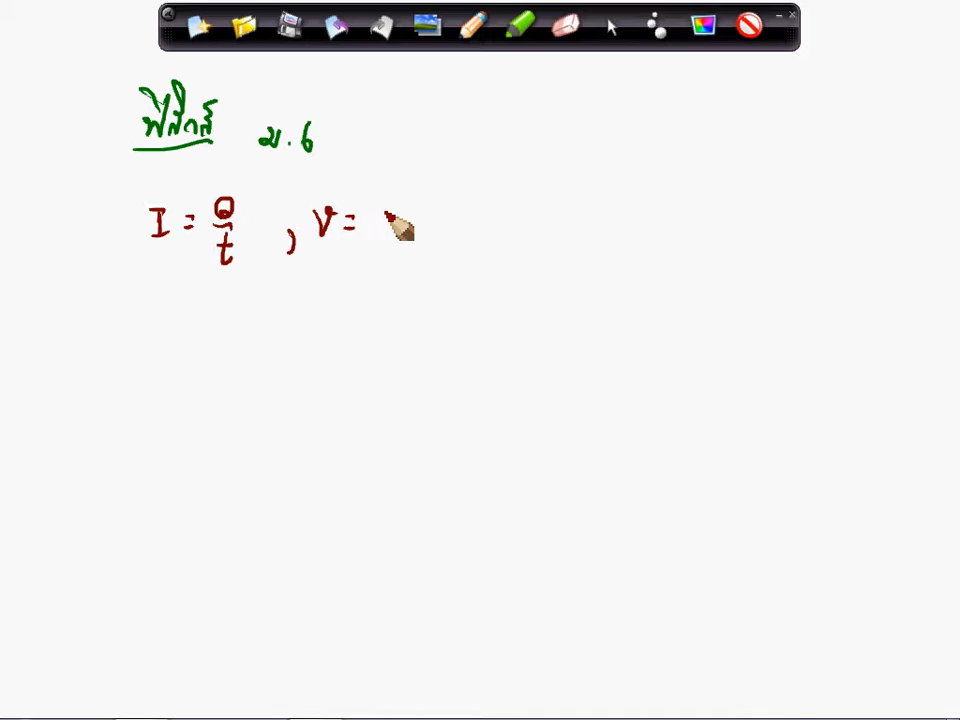 ฟิสิกส์ ม.6
I = Q/t , V =